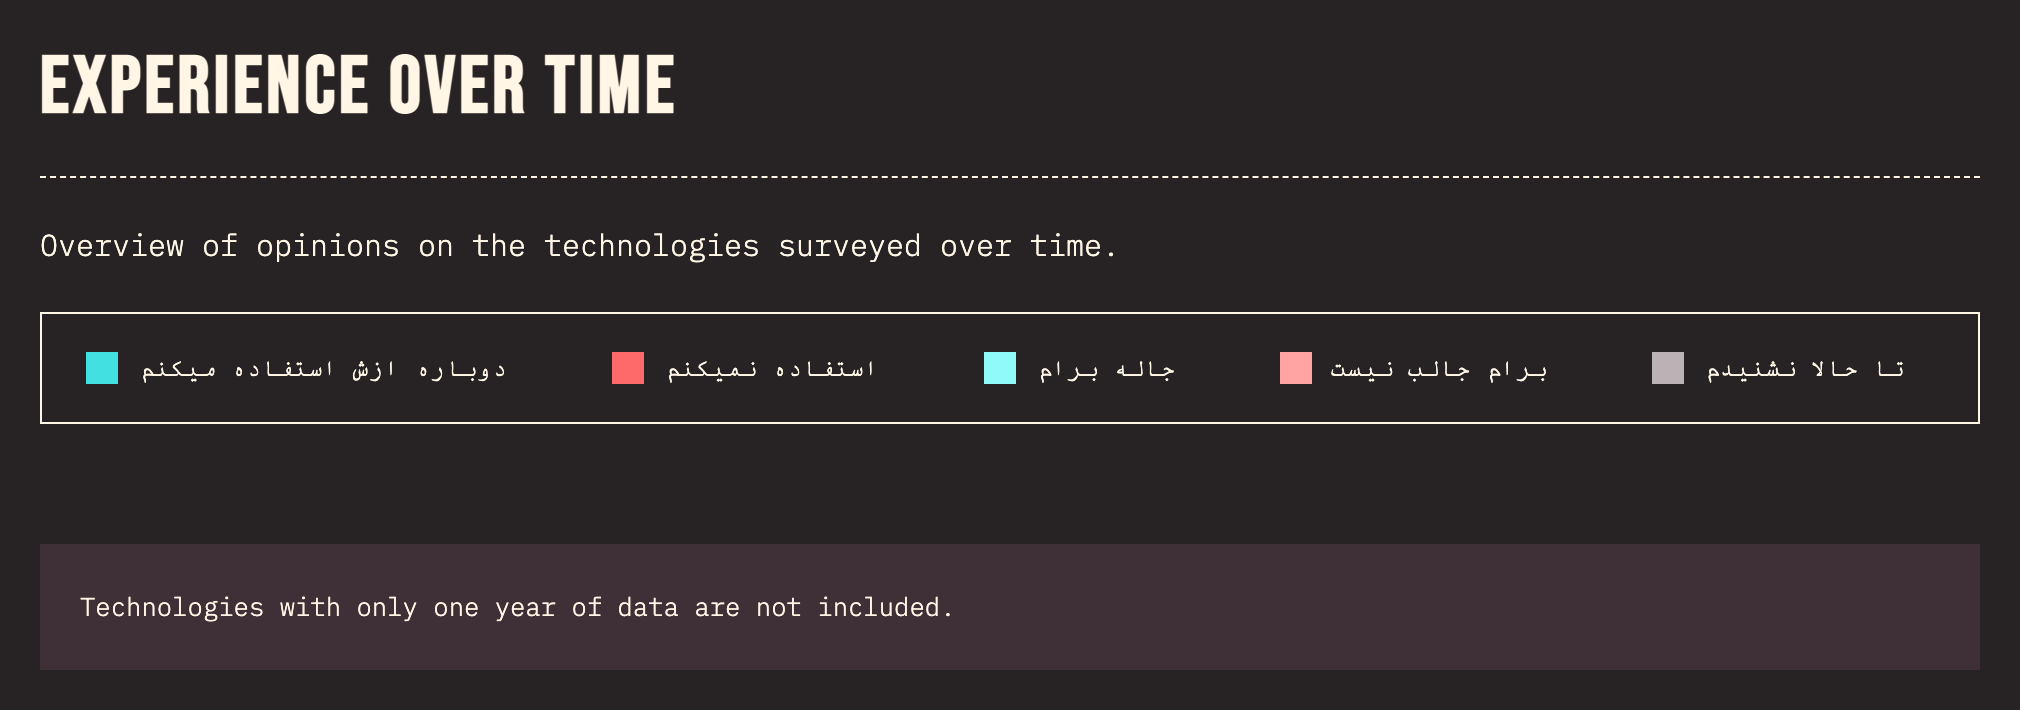 EXPERIENCE OVER TIME
Overview of opinions on the technologies surveyed over time.
دوباره ازش استفاده میکنم
استفاده نمیکنم
جاله برام
برام جالب نیست
تا حالا نشنیدم
Technologies with only one year of data are not included.